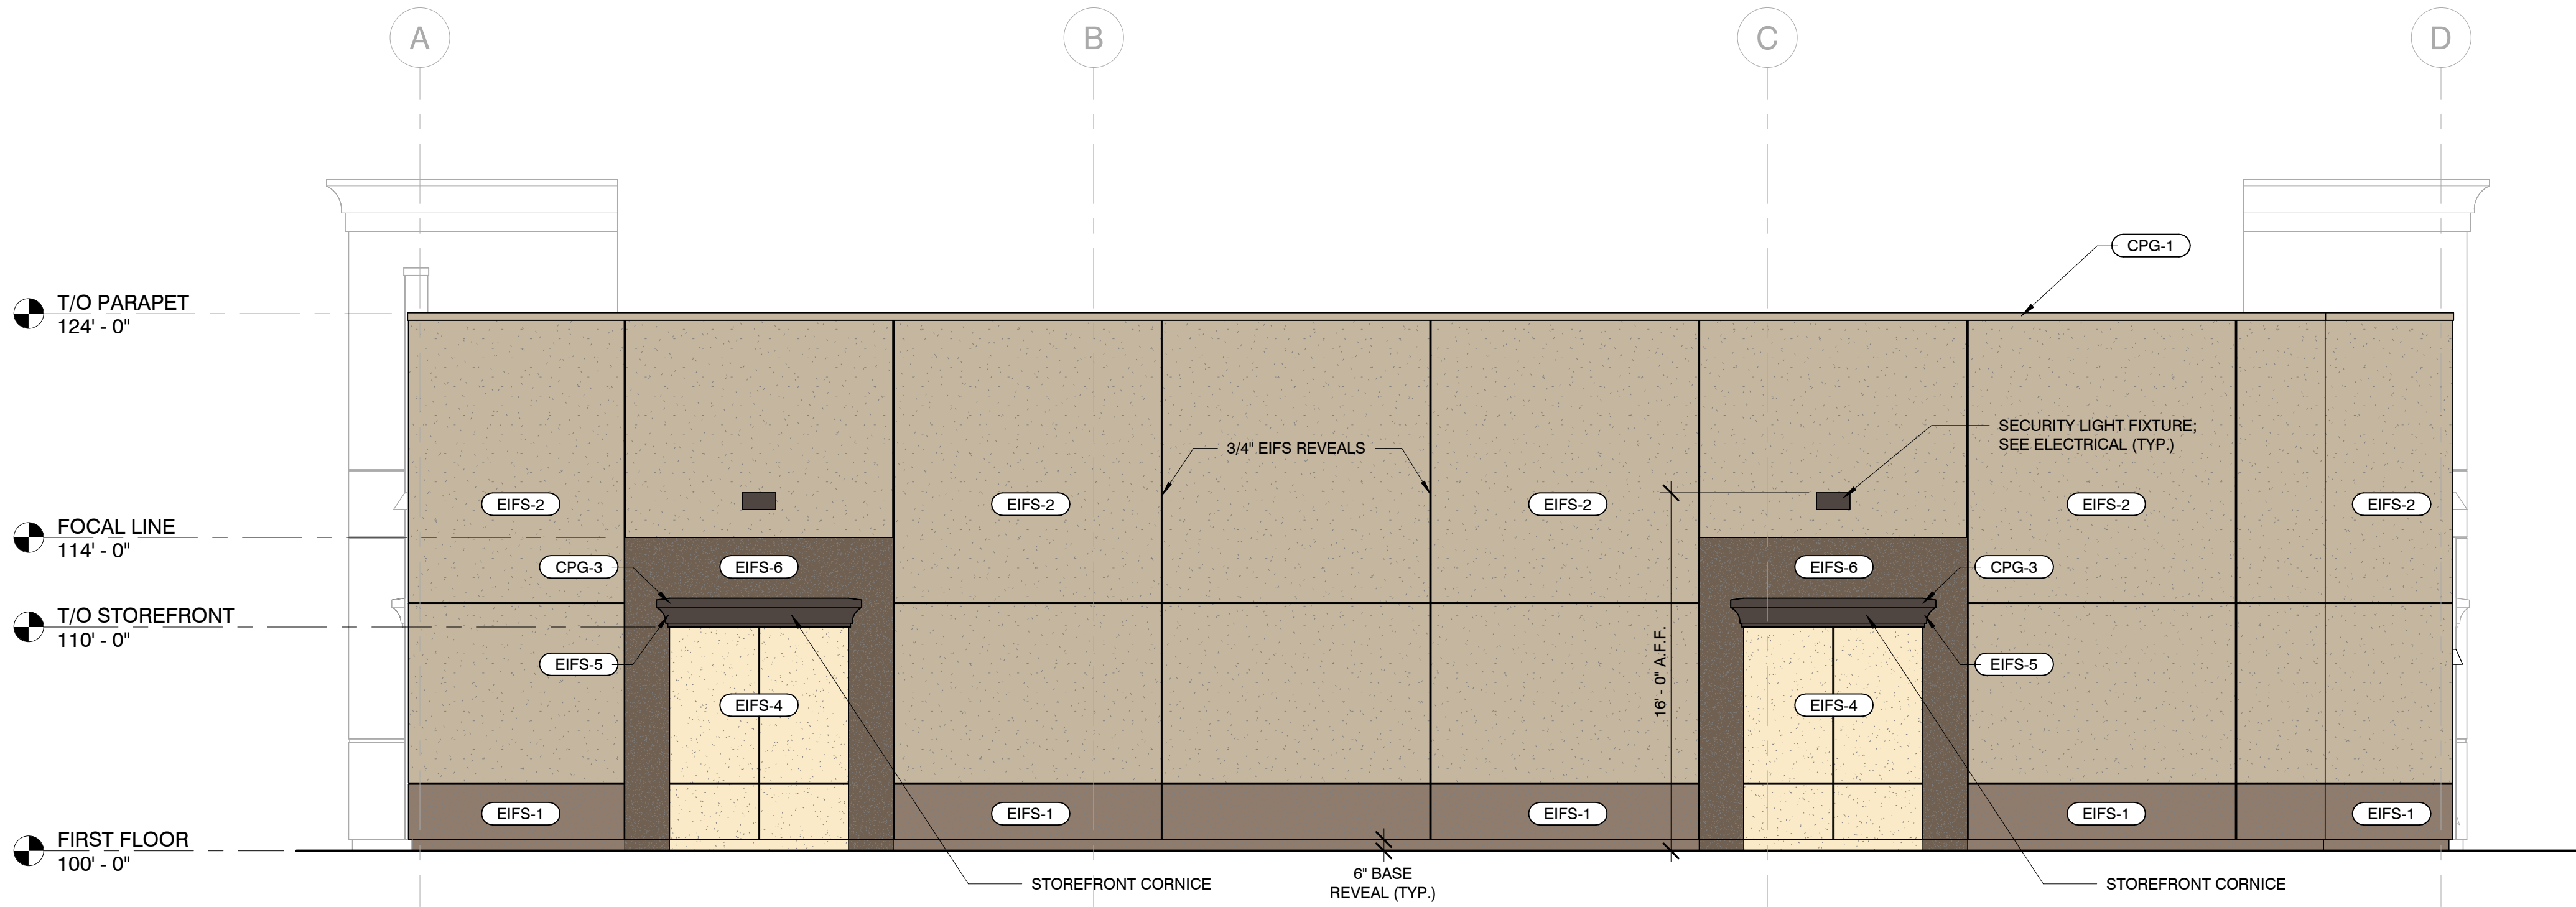 A B C D
CPG-1
T/O PARAPET
124' - 0"
SECURITY LIGHT FIXTURE;
SEE ELECTRICAL (TYP.)
3/4" EIFS REVEALS
EIFS-2 EIFS-2 EIFS-2 EIFS-2 EIFS-2
FOCAL LINE
114' - 0"
CPG-3 EIFS-6 EIFS-6 CPG-3
T/O STOREFRONT
110' - 0"
16' - 0" A.F.F.
EIFS-5 EIFS-5
EIFS-4 EIFS-4
EIFS-1 EIFS-1 EIFS-1 EIFS-1 EIFS-1
FIRST FLOOR
100' - 0"
STOREFRONT CORNICE
6" BASE
REVEAL (TYP.)
STOREFRONT CORNICE